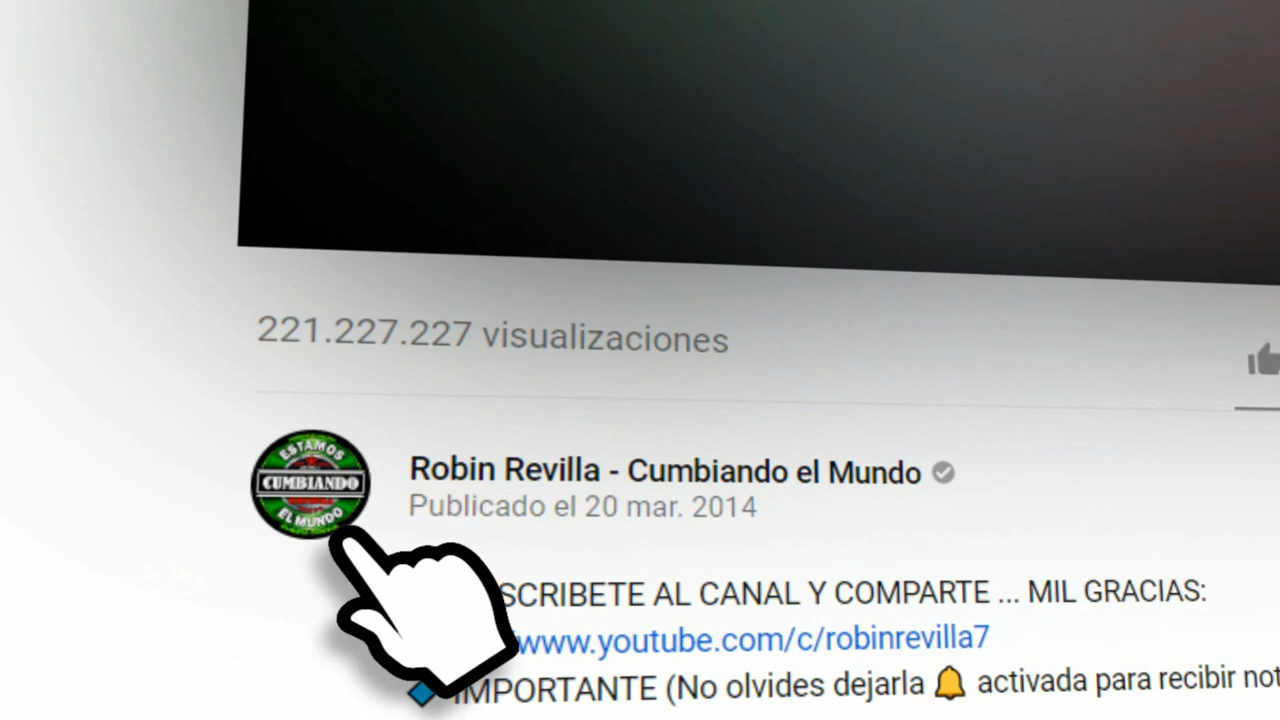 221.227.227 visualizaciones
ESTAMOS
CUMBIANDO
EL MUNDO
Robin Revilla - Cumbiando el Mundo
Publicado el 20 mar. 2014
SCRIBETE AL CANAL Y COMPARTE ... MIL GRACIAS:
www.youtube.com/c/robinrevilla7
IMPORTANTE (No olvides dejarla 🔔 activada para recibir not